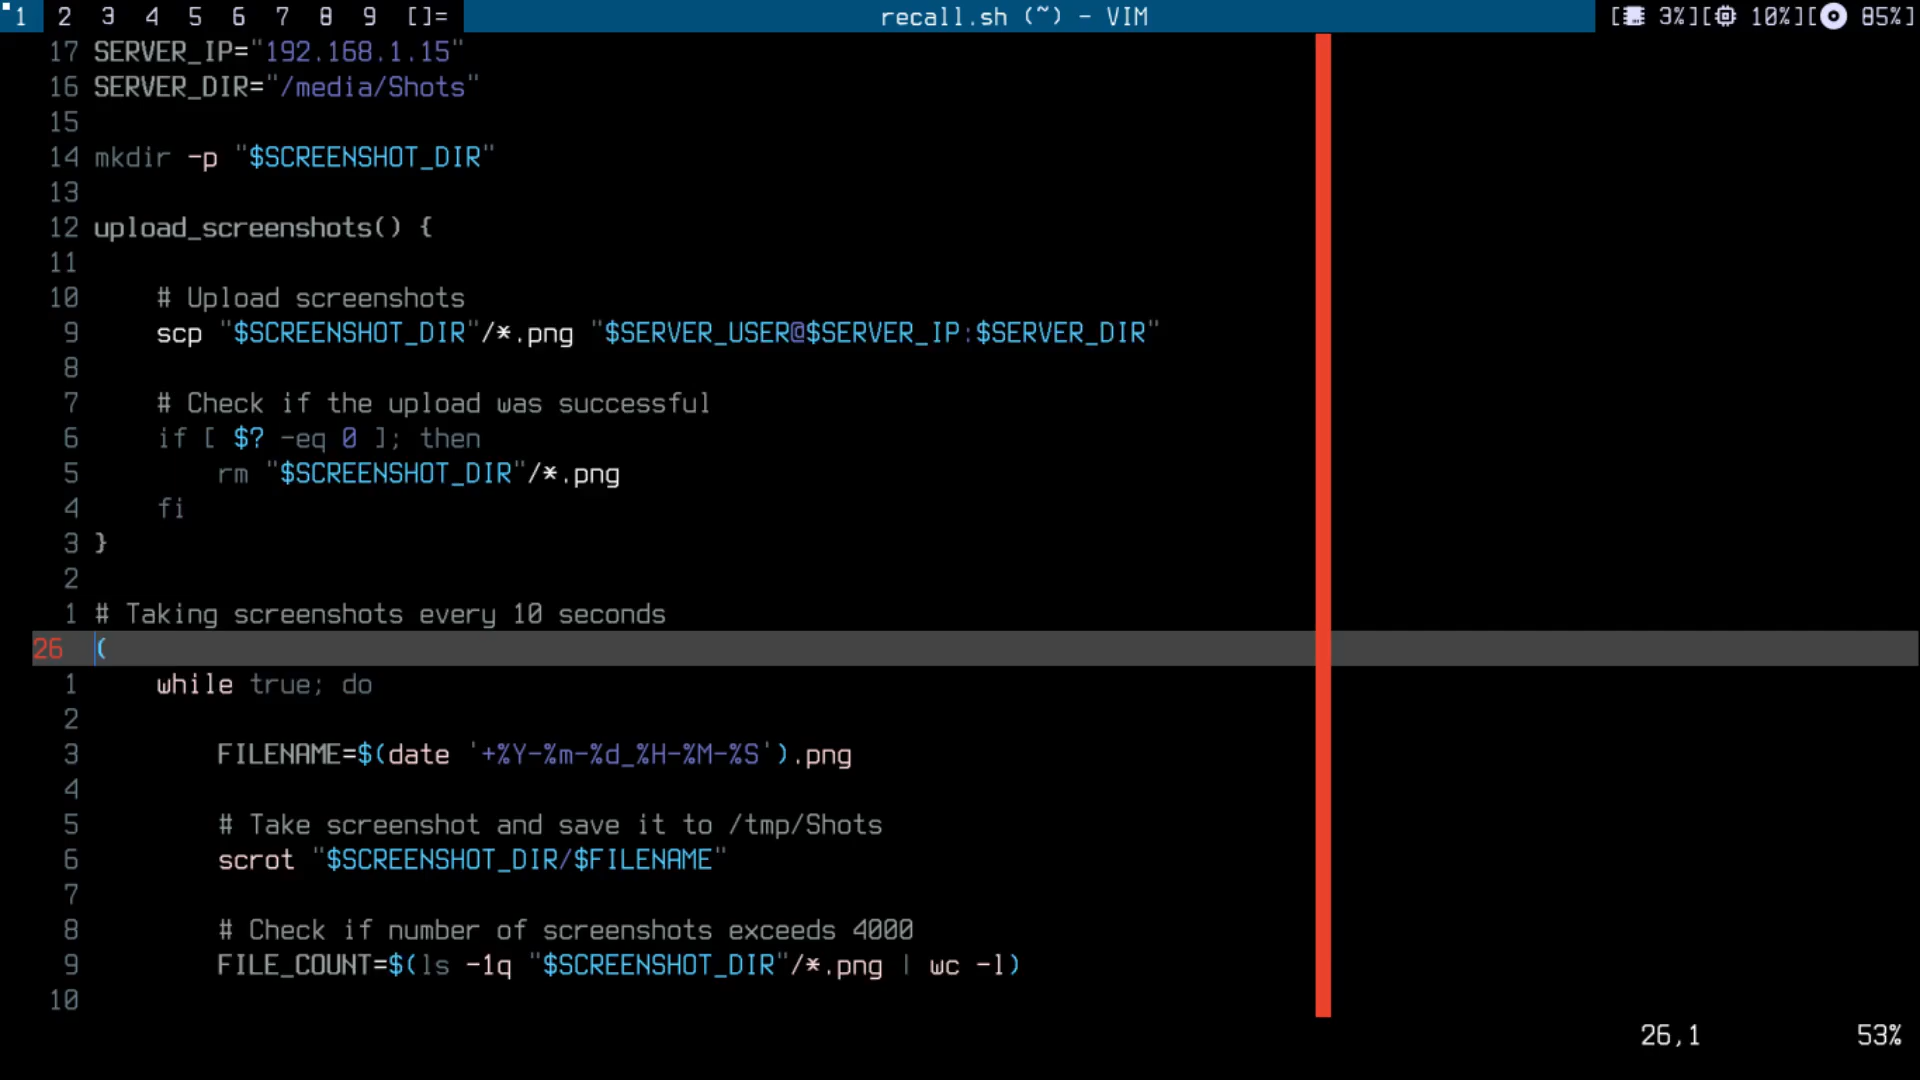 1 2 3 4 5 6 7 8 9 []= recall.sh (~) - VIM [ 3%][ 10%][ 85%]
17 SERVER_IP="192.168.1.15"
16 SERVER_DIR="/media/Shots"
15
14 mkdir -p "$SCREENSHOT_DIR"
13
12 upload_screenshots() {
11
10     # Upload screenshots
9     scp "$SCREENSHOT_DIR"/*.png "$SERVER_USER@$SERVER_IP:$SERVER_DIR"
8
7     # Check if the upload was successful
6     if [ $? -eq 0 ]; then
5         rm "$SCREENSHOT_DIR"/*.png
4     fi
3 }
2
1 # Taking screenshots every 10 seconds
26 (
1     while true; do
2
3         FILENAME=$(date '+%Y-%m-%d_%H-%M-%S').png
4
5         # Take screenshot and save it to /tmp/Shots
6         scrot "$SCREENSHOT_DIR/$FILENAME"
7
8         # Check if number of screenshots exceeds 4000
9         FILE_COUNT=$(ls -1q "$SCREENSHOT_DIR"/*.png | wc -l)
10
26,1 53%